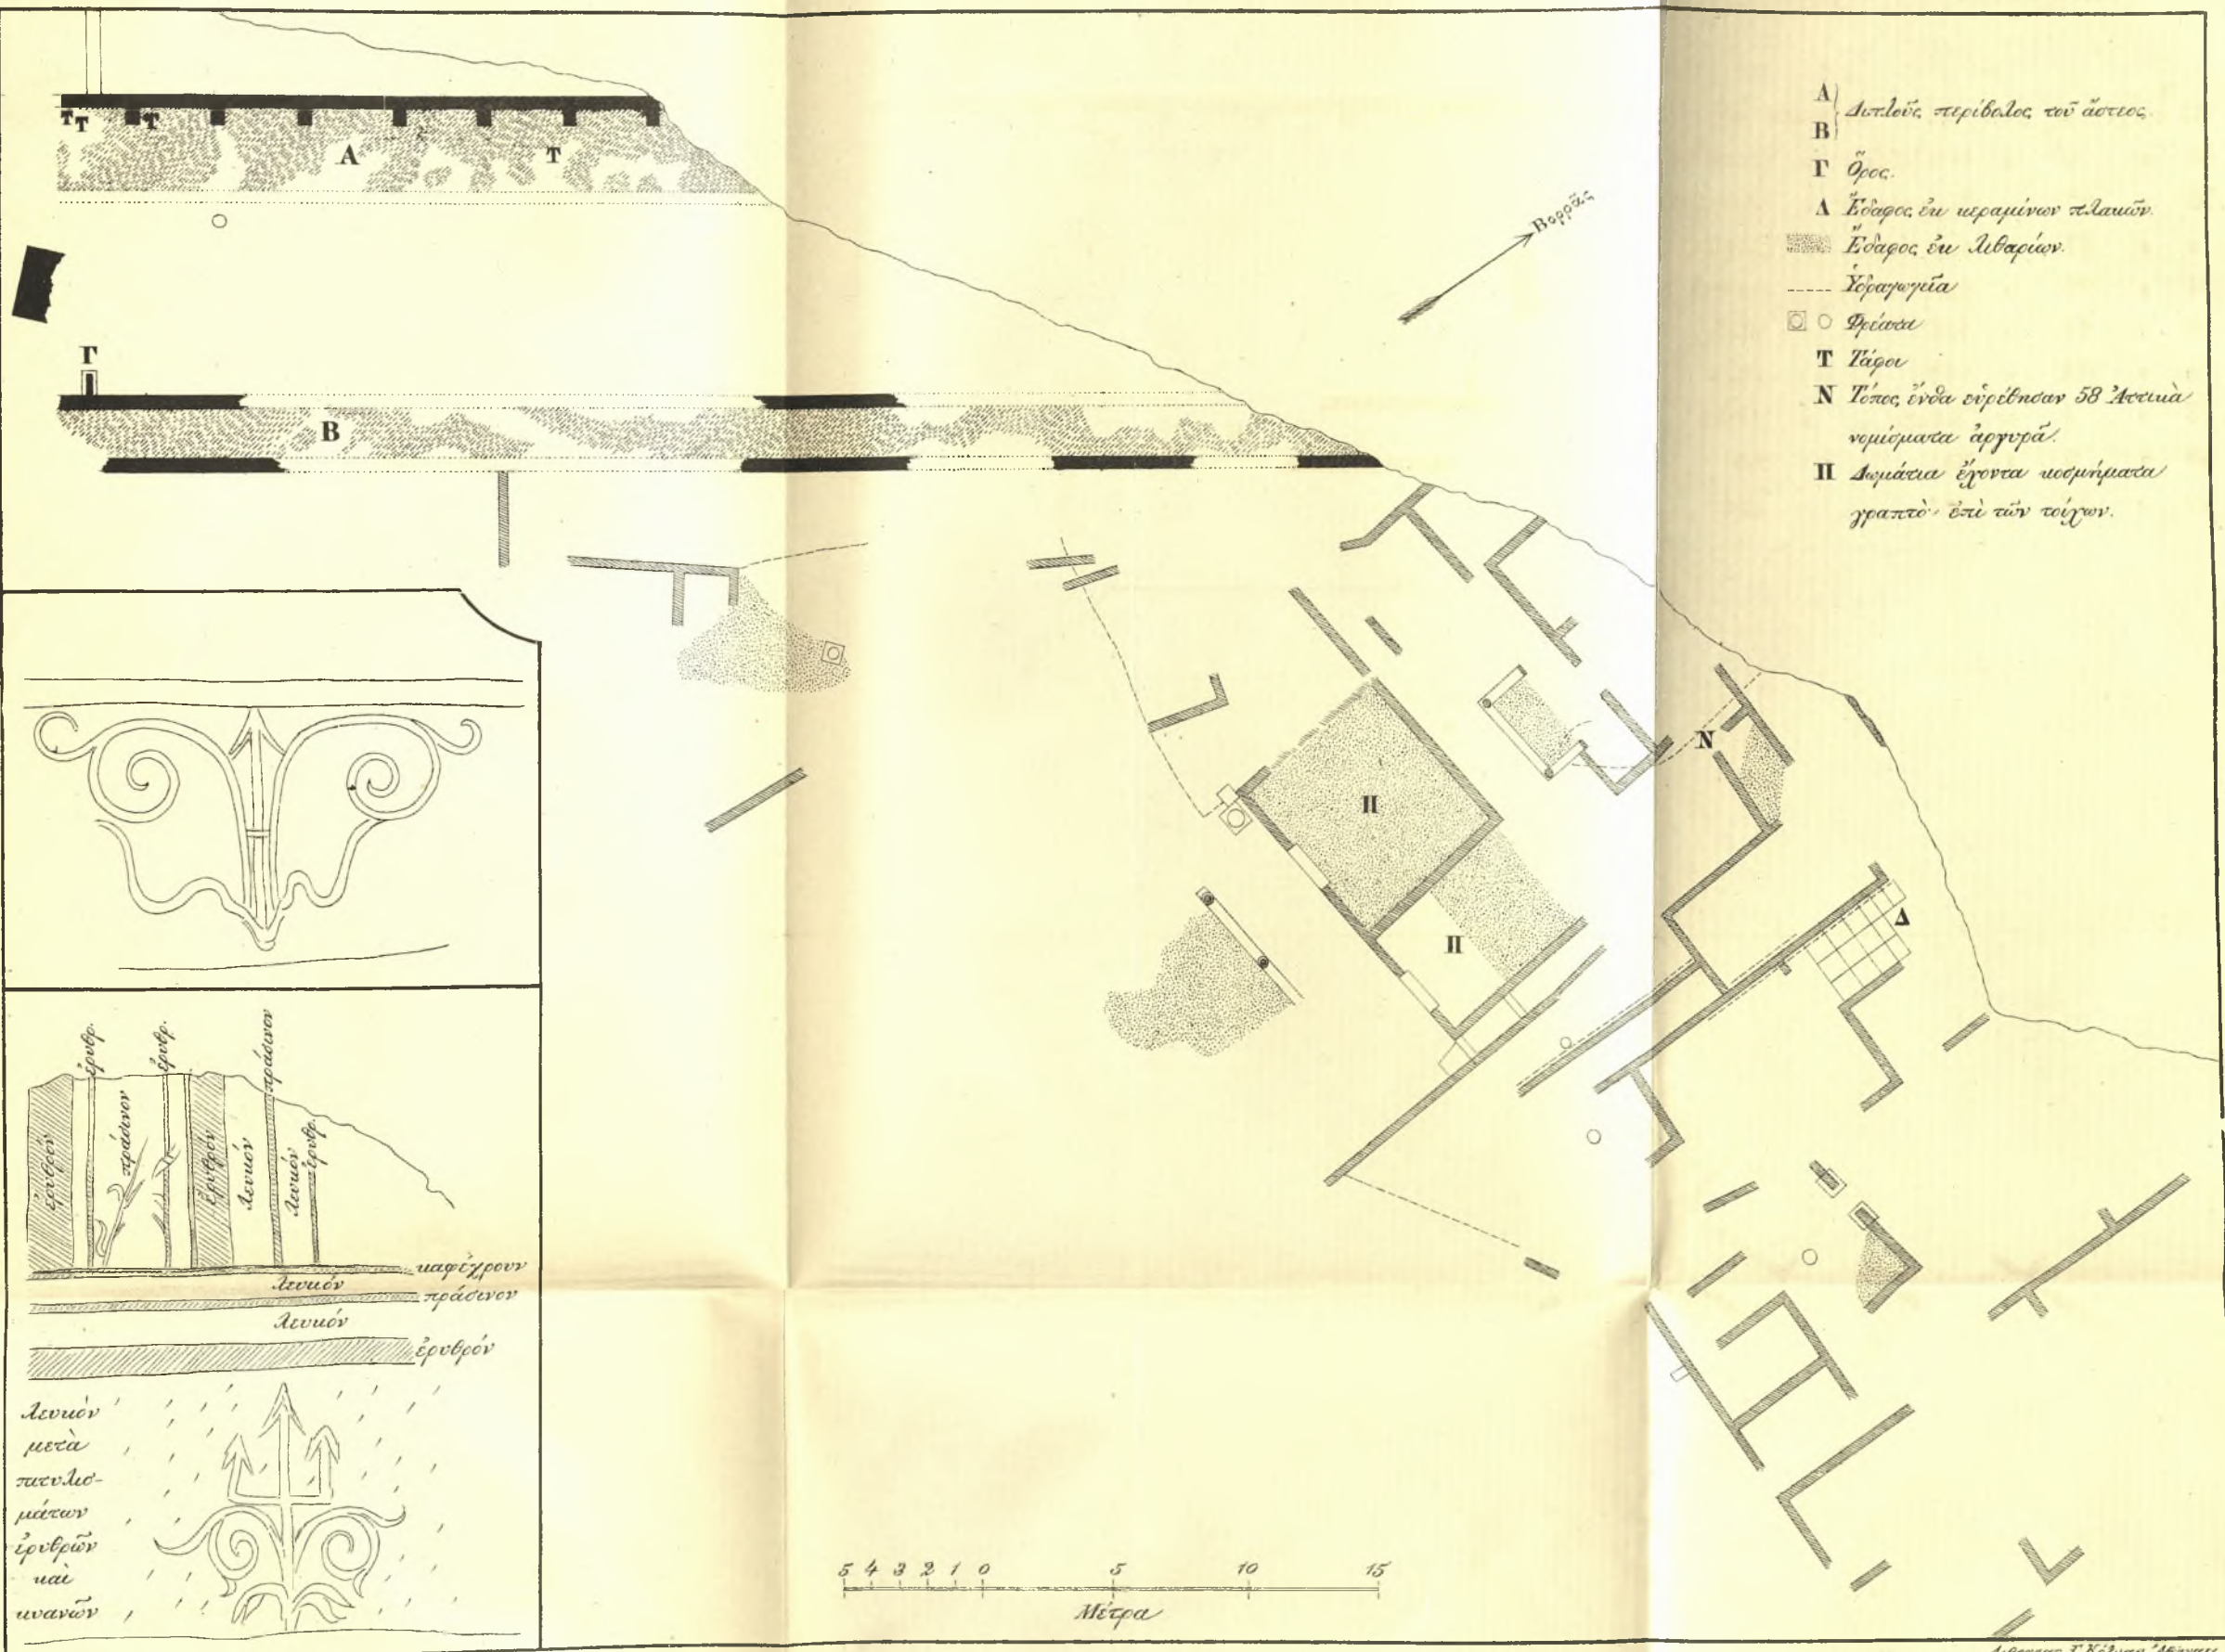 Α
Β
Διπλοῦς περίβολος τοῦ ἄστεος.
Γ Ὅρος.
Δ Ἔδαφος ἐκ κεραμίνων πλακῶν.
Ἔδαφος ἐκ λιθαρίων.
Ὑδραγωγεῖα
Φρέατα
Τ Τάφοι
Ν Τόπος ἔνθα εὑρέθησαν 58 Ἀττικὰ
νομίσματα ἀργυρᾶ.
Π Δωμάτια ἔχοντα κοσμήματα
γραπτὸ ἐπὶ τῶν τοίχων.
Τ Τ Τ
Α Τ
Βορρᾶς
Γ
Β
Ν
Π
Π
Δ
ἐρυθρ.
ἐρυθρ.
πράσινον
ἐρυθρόν
πράσινον
ἐρυθρόν
λευκόν
λευκόν
ἐρυθρ.
καφέχρουν
λευκόν
πράσινον
λευκόν
ἐρυθρόν
λευκὸν
μετὰ
πιτυλισ-
μάτων
ἐρυθρῶν
καὶ
κυανῶν
5 4 3 2 1 0 5 10 15
Μέτρα